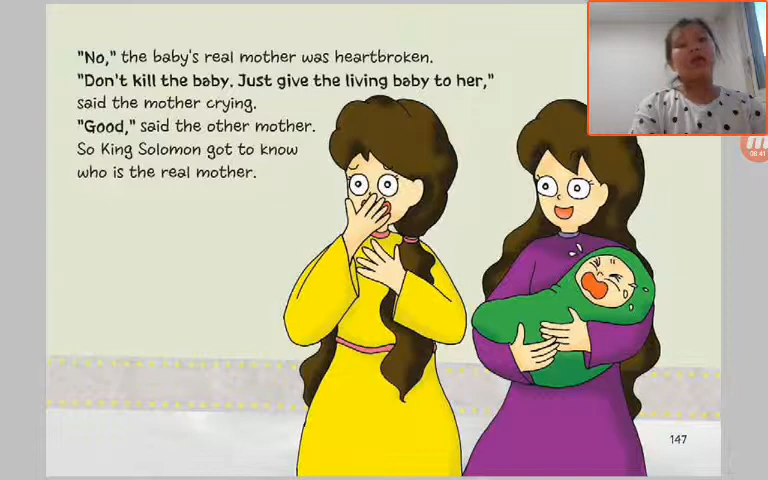 "No," the baby's real mother was heartbroken.
"Don't kill the baby. Just give the living baby to her,"
said the mother crying.
"Good," said the other mother.
So King Solomon got to know
who is the real mother.
147